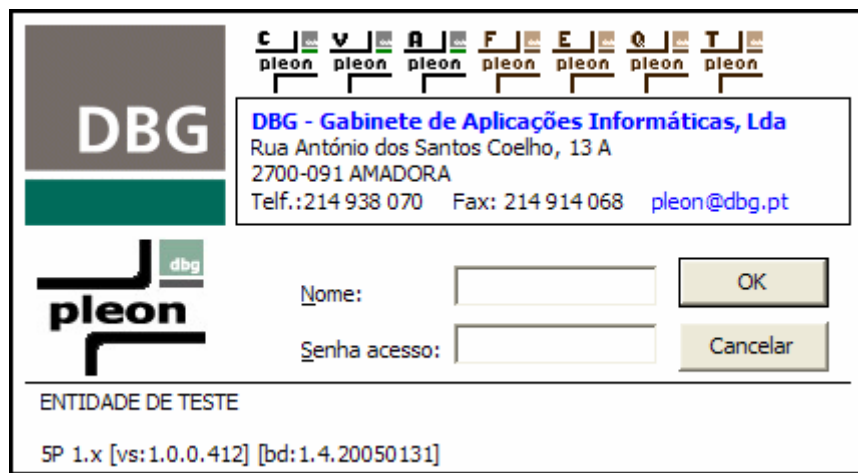 C V A F E Q T
pleon pleon pleon pleon pleon pleon pleon
DBG
DBG - Gabinete de Aplicações Informáticas, Lda
Rua António dos Santos Coelho, 13 A
2700-091 AMADORA
Telf.:214 938 070 Fax: 214 914 068 pleon@dbg.pt
dbg
pleon
Nome: OK
Senha acesso: Cancelar
ENTIDADE DE TESTE
5P 1.x [vs:1.0.0.412] [bd:1.4.20050131]